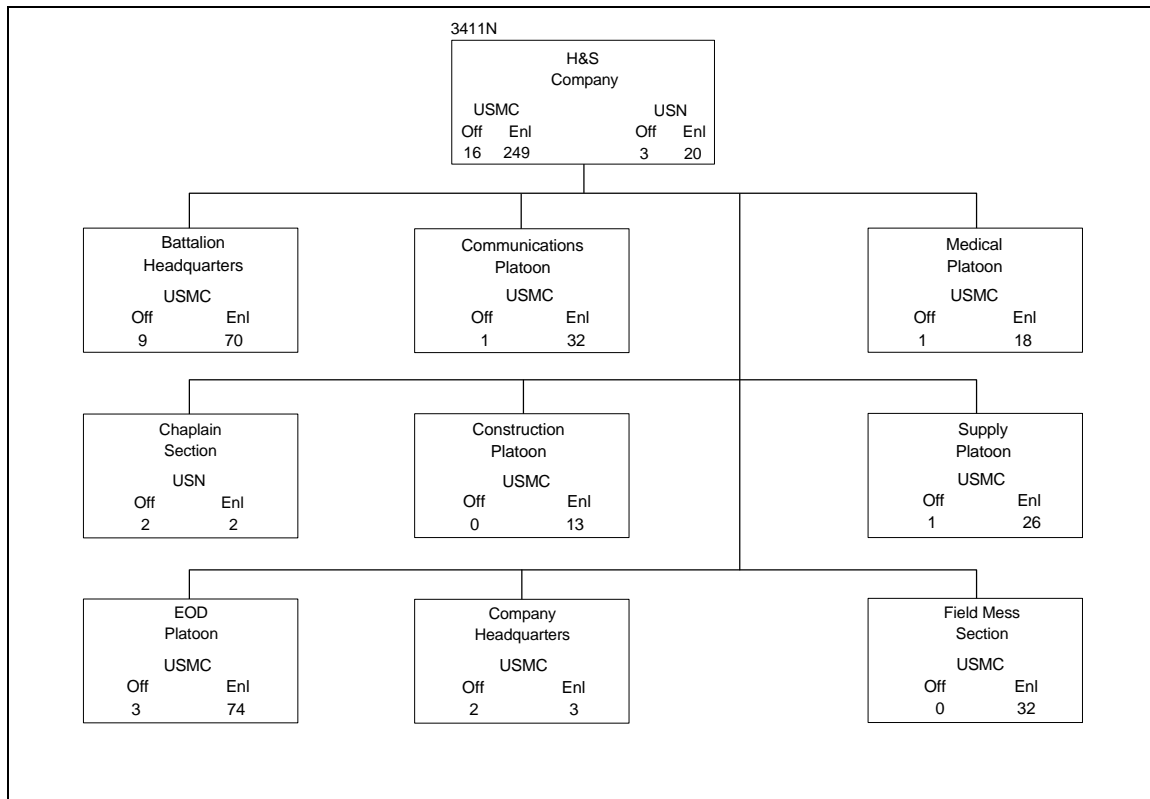 3411N
H&S
Company
USMC USN
Off Enl Off Enl
16 249 3 20
Battalion
Headquarters
USMC
Off Enl
9 70
Communications
Platoon
USMC
Off Enl
1 32
Medical
Platoon
USMC
Off Enl
1 18
Chaplain
Section
USN
Off Enl
2 2
Construction
Platoon
USMC
Off Enl
0 13
Supply
Platoon
USMC
Off Enl
1 26
EOD
Platoon
USMC
Off Enl
3 74
Company
Headquarters
USMC
Off Enl
2 3
Field Mess
Section
USMC
Off Enl
0 32